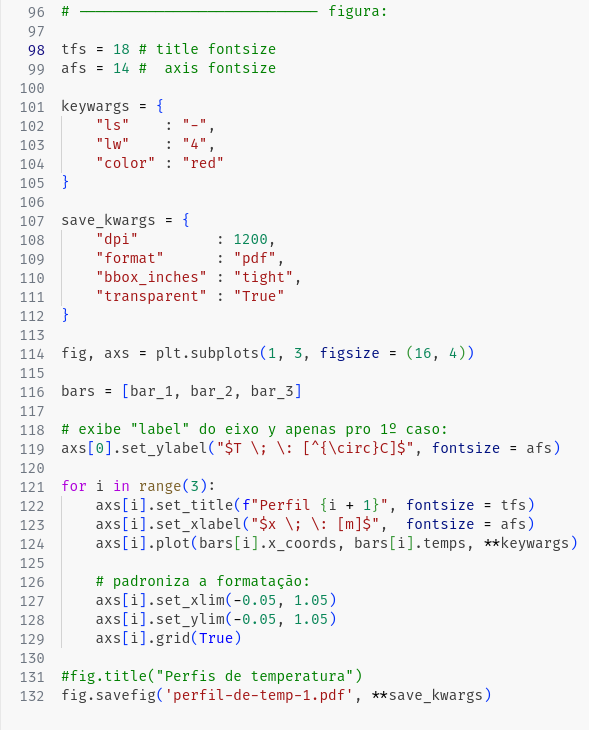 96 # ——————————————————— figura:
97
98 tfs = 18 # title fontsize
99 afs = 14 #  axis fontsize
100
101 keywargs = {
102     "ls"    : "-",
103     "lw"    : "4",
104     "color" : "red"
105 }
106
107 save_kwargs = {
108     "dpi"         : 1200,
109     "format"      : "pdf",
110     "bbox_inches" : "tight",
111     "transparent" : "True"
112 }
113
114 fig, axs = plt.subplots(1, 3, figsize = (16, 4))
115
116 bars = [bar_1, bar_2, bar_3]
117
118 # exibe "label" do eixo y apenas pro 1º caso:
119 axs[0].set_ylabel("$T \; \: [^{\circ}C]$", fontsize = afs)
120
121 for i in range(3):
122     axs[i].set_title(f"Perfil {i + 1}", fontsize = tfs)
123     axs[i].set_xlabel("$x \; \: [m]$",  fontsize = afs)
124     axs[i].plot(bars[i].x_coords, bars[i].temps, **keywargs)
125
126     # padroniza a formatação:
127     axs[i].set_xlim(-0.05, 1.05)
128     axs[i].set_ylim(-0.05, 1.05)
129     axs[i].grid(True)
130
131 #fig.title("Perfis de temperatura")
132 fig.savefig('perfil-de-temp-1.pdf', **save_kwargs)